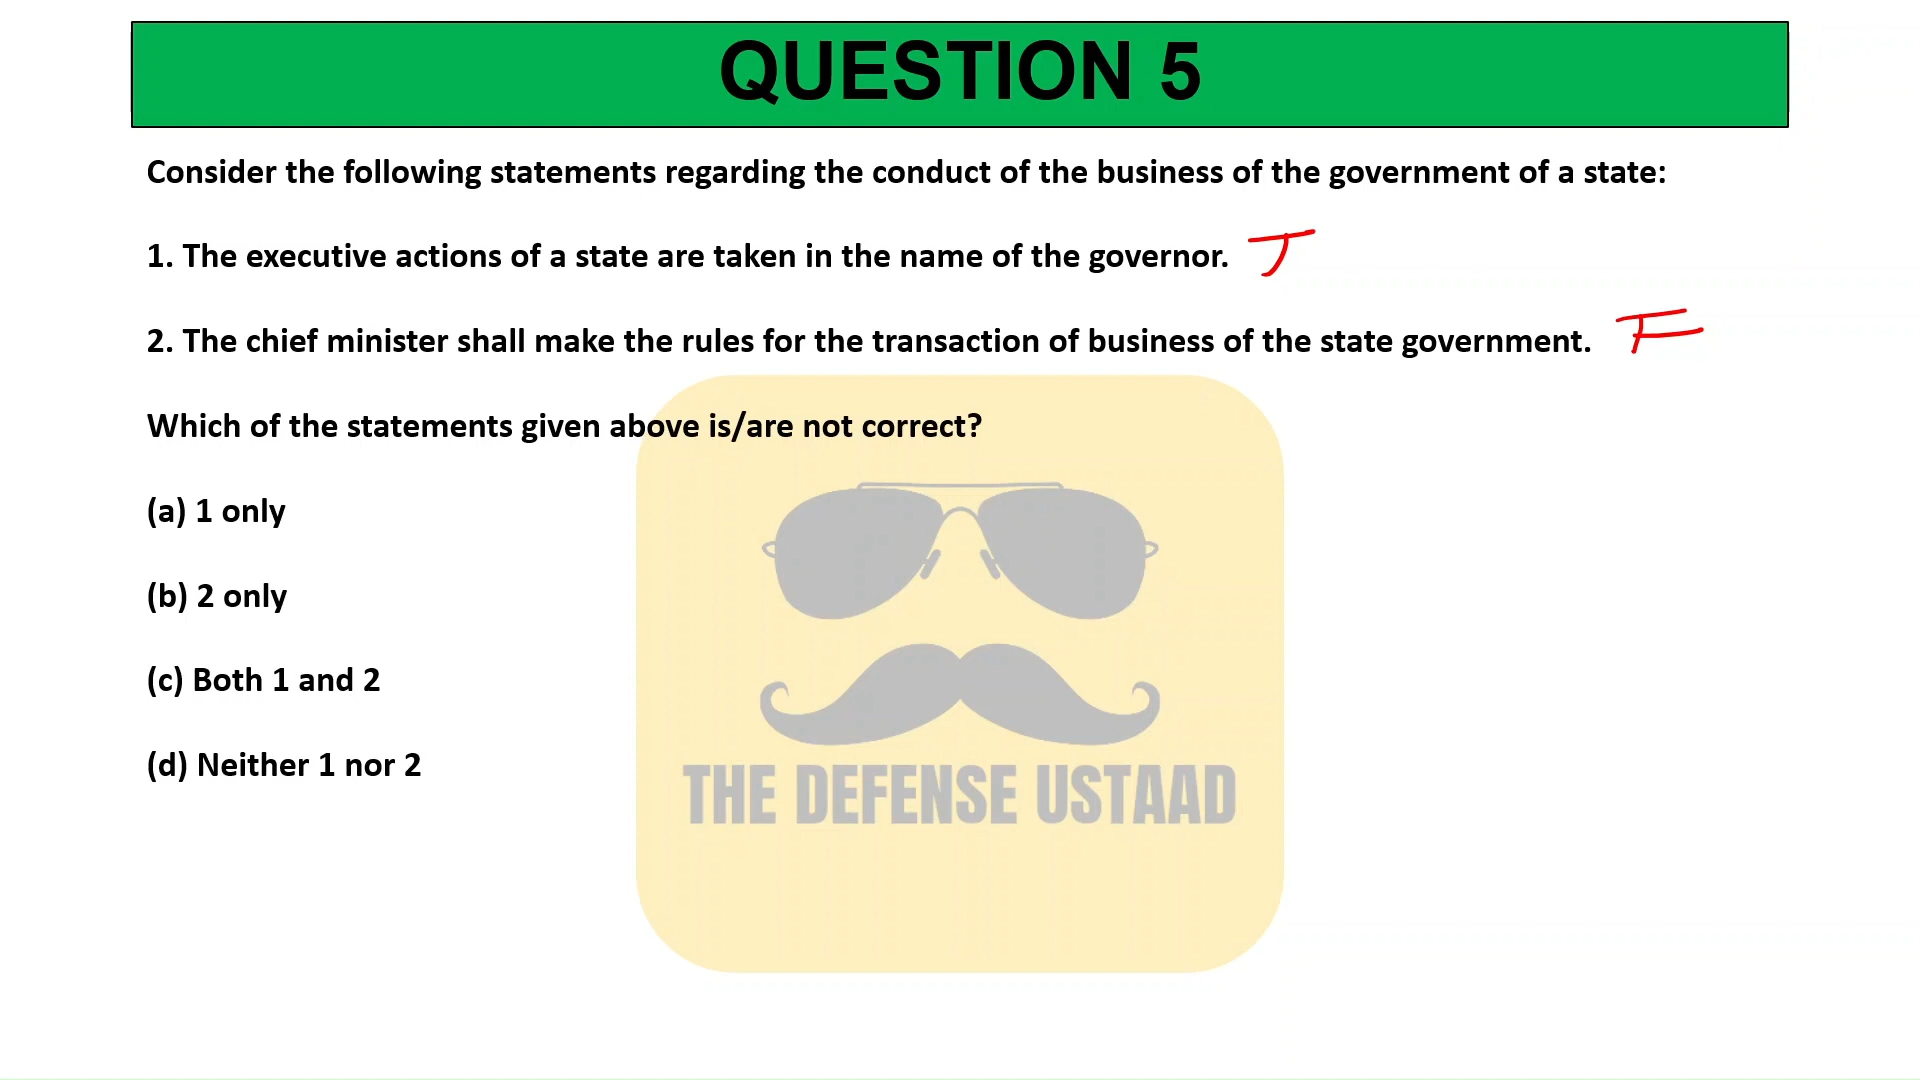 QUESTION 5
Consider the following statements regarding the conduct of the business of the government of a state:
1. The executive actions of a state are taken in the name of the governor. T
2. The chief minister shall make the rules for the transaction of business of the state government. F
Which of the statements given above is/are not correct?
(a) 1 only
(b) 2 only
(c) Both 1 and 2
(d) Neither 1 nor 2
THE DEFENSE USTAAD